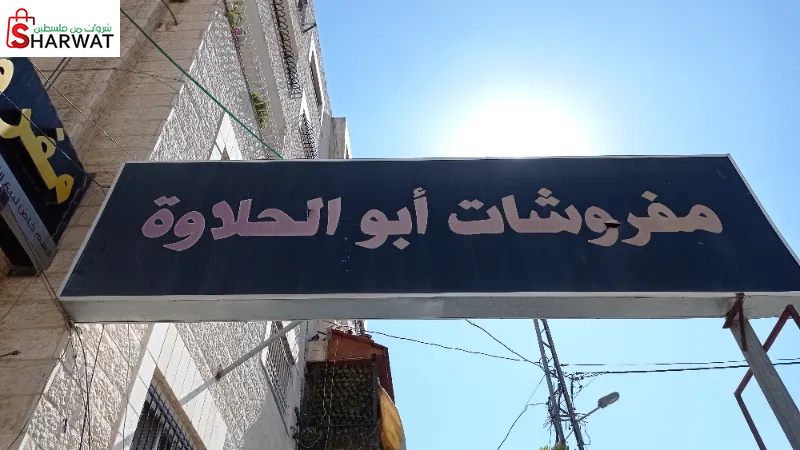 شروات من فلسطين
SHARWAT
مفروشات أبو الحلاوة